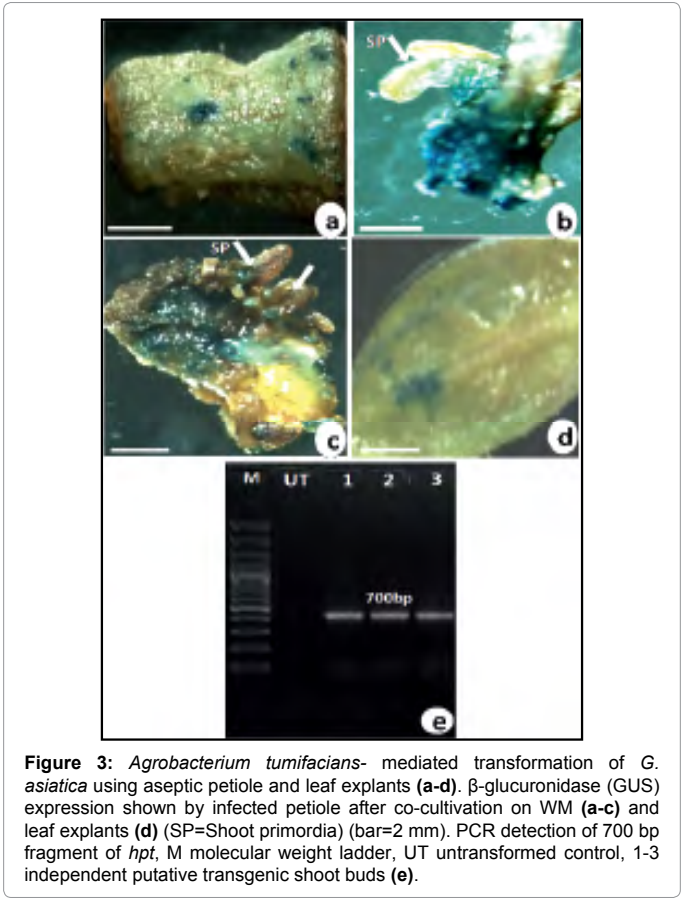 SP
a
b
SP
c
d
M UT 1 2 3
700bp
e
Figure 3: Agrobacterium tumifacians- mediated transformation of G.
asiatica using aseptic petiole and leaf explants (a-d). β-glucuronidase (GUS)
expression shown by infected petiole after co-cultivation on WM (a-c) and
leaf explants (d) (SP=Shoot primordia) (bar=2 mm). PCR detection of 700 bp
fragment of hpt, M molecular weight ladder, UT untransformed control, 1-3
independent putative transgenic shoot buds (e).